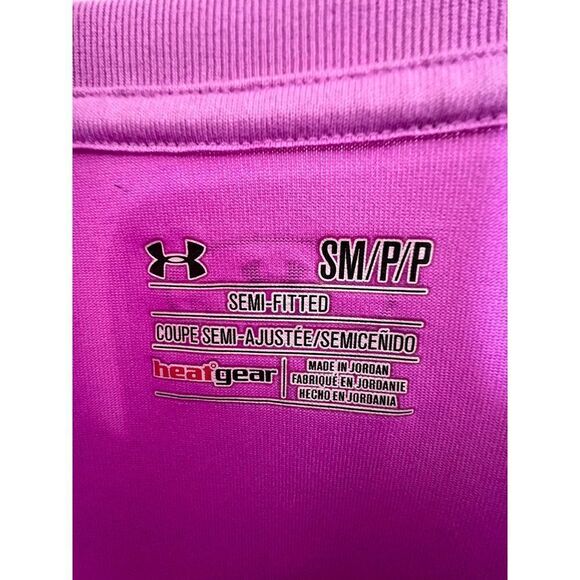 SM/P/P
SEMI-FITTED
COUPE SEMI-AJUSTÉE/SEMICEÑIDO
heatgear
MADE IN JORDAN
FABRIQUÉ EN JORDANIE
HECHO EN JORDANIA